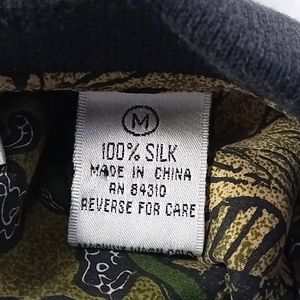 M
100% SILK
MADE IN CHINA
RN 84310
REVERSE FOR CARE